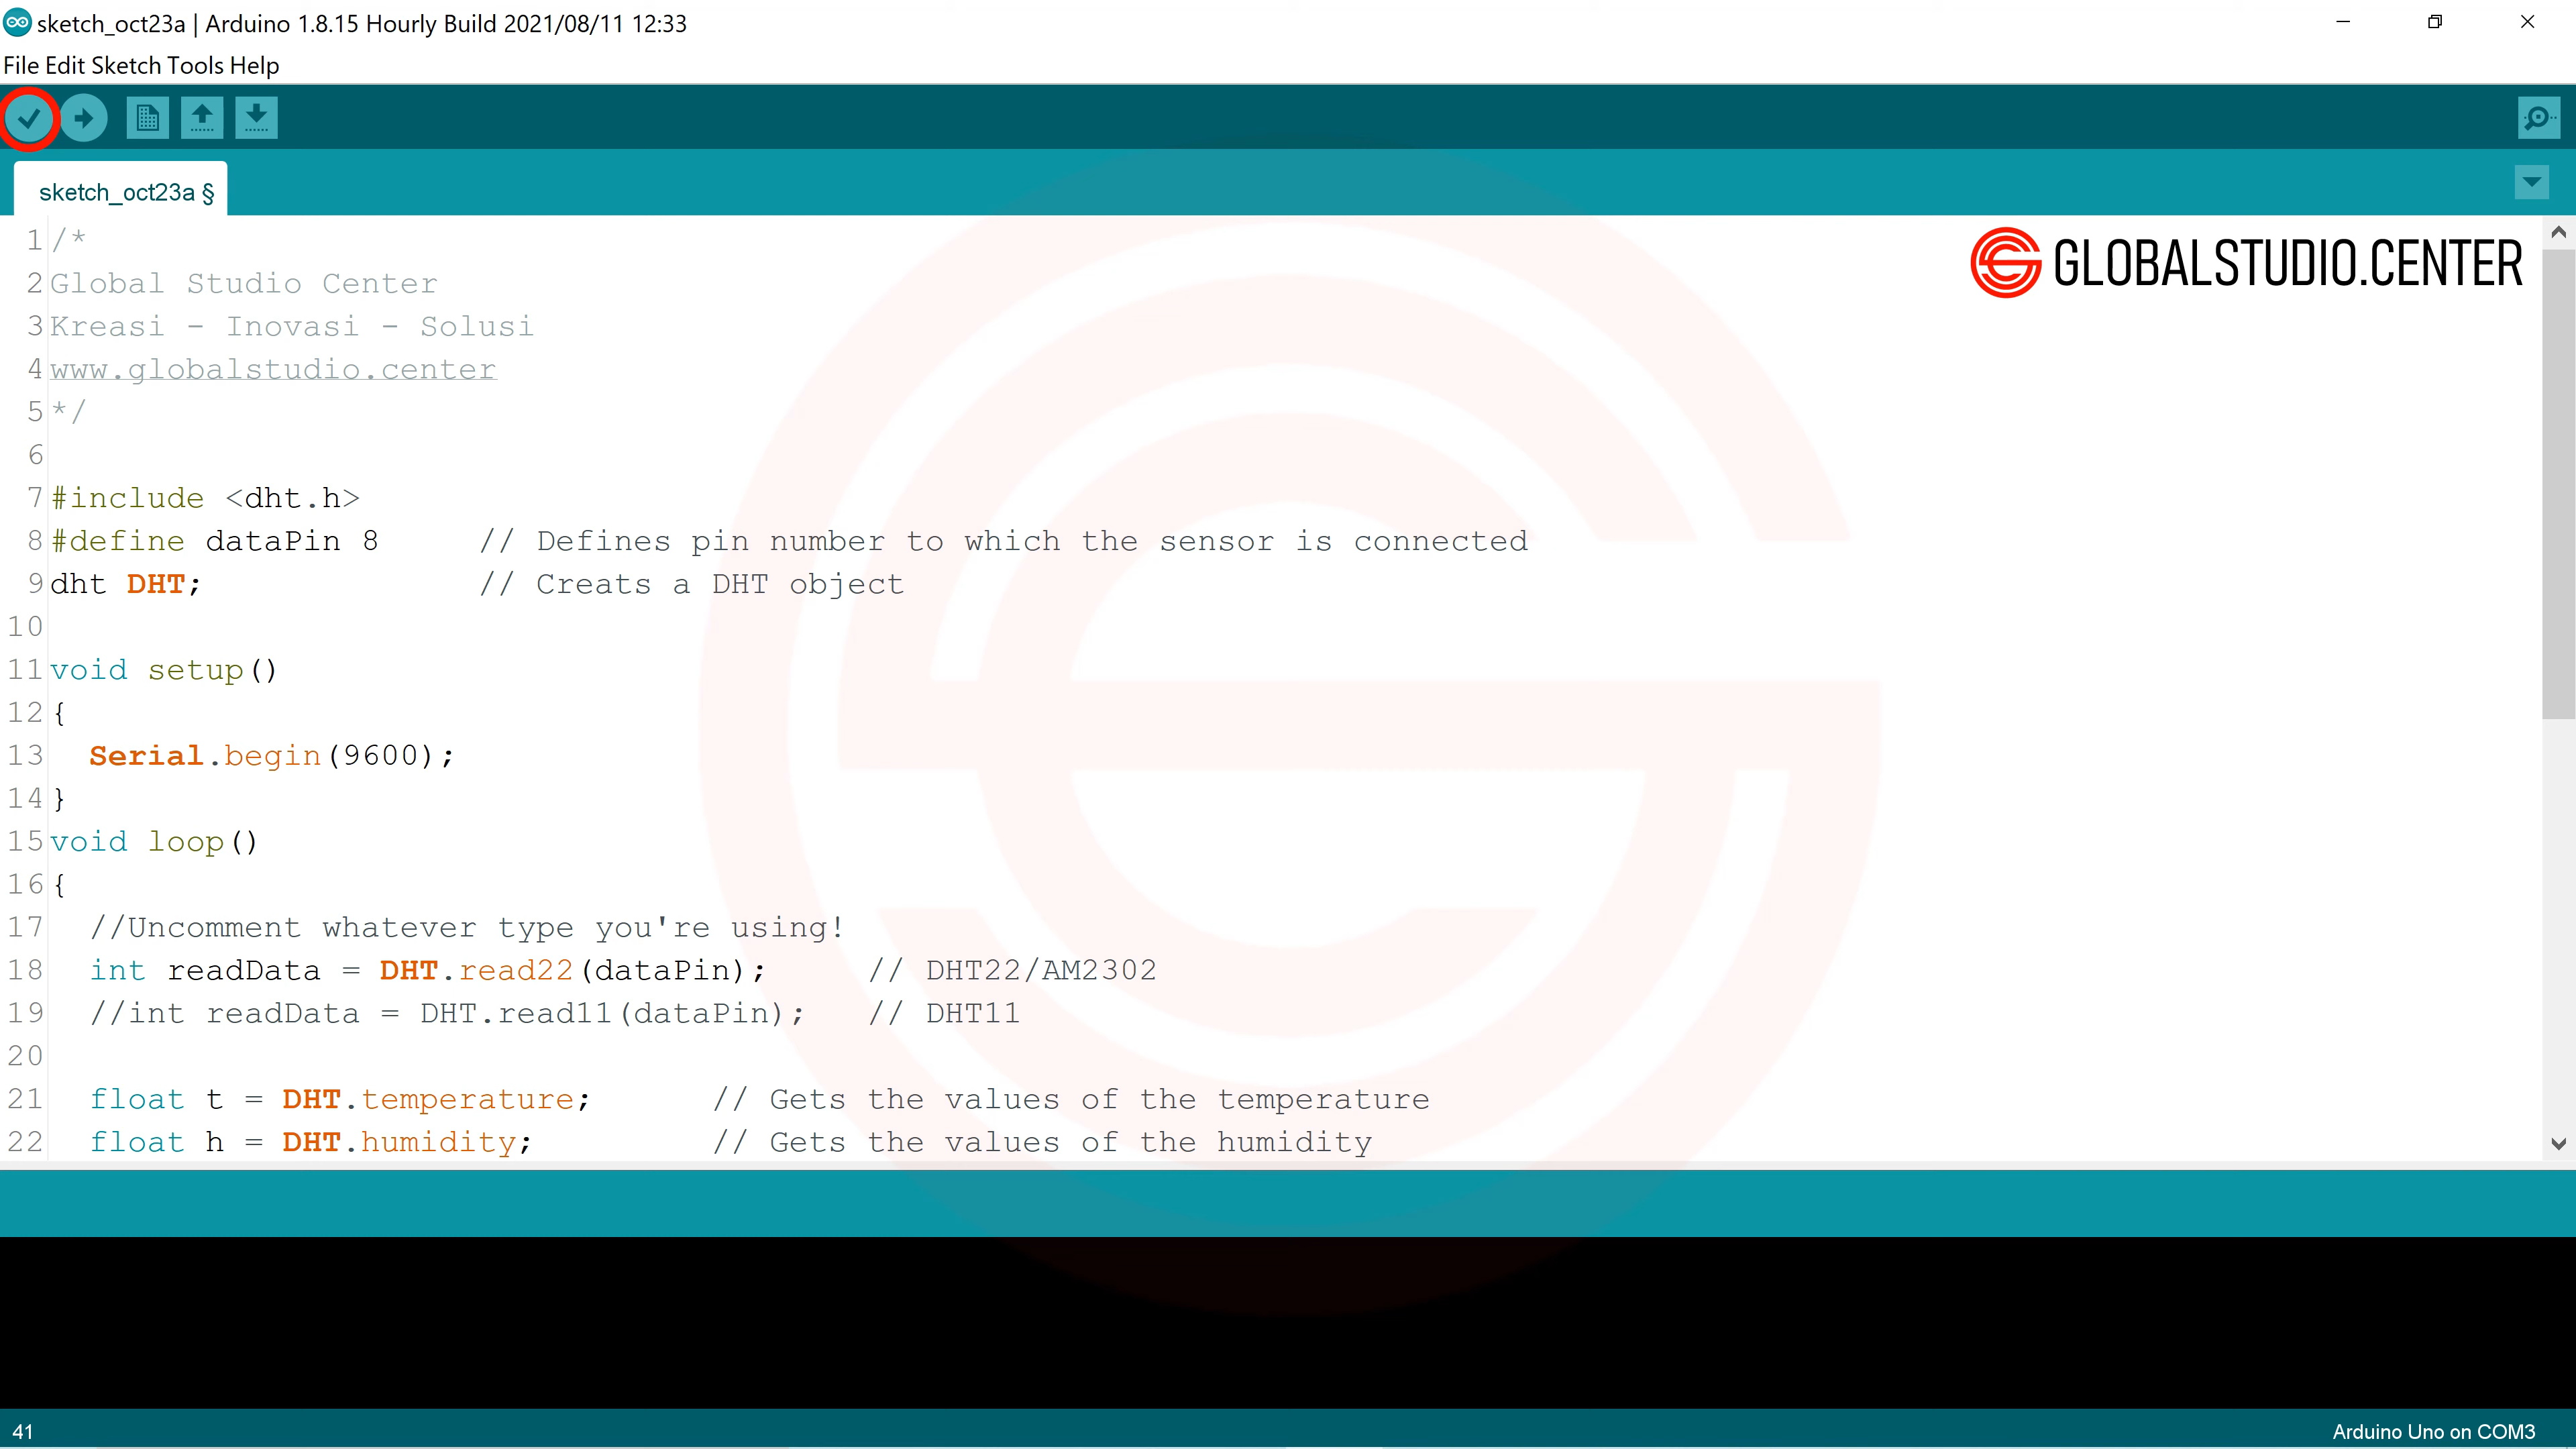 sketch_oct23a | Arduino 1.8.15 Hourly Build 2021/08/11 12:33
File Edit Sketch Tools Help
sketch_oct23a §
GLOBALSTUDIO.CENTER
1 /*
2 Global Studio Center
3 Kreasi - Inovasi - Solusi
4 www.globalstudio.center
5 */
6
7 #include <dht.h>
8 #define dataPin 8 // Defines pin number to which the sensor is connected
9 dht DHT; // Creats a DHT object
10
11 void setup()
12 {
13 Serial.begin(9600);
14 }
15 void loop()
16 {
17 //Uncomment whatever type you're using!
18 int readData = DHT.read22(dataPin); // DHT22/AM2302
19 //int readData = DHT.read11(dataPin); // DHT11
20
21 float t = DHT.temperature; // Gets the values of the temperature
22 float h = DHT.humidity; // Gets the values of the humidity
41
Arduino Uno on COM3